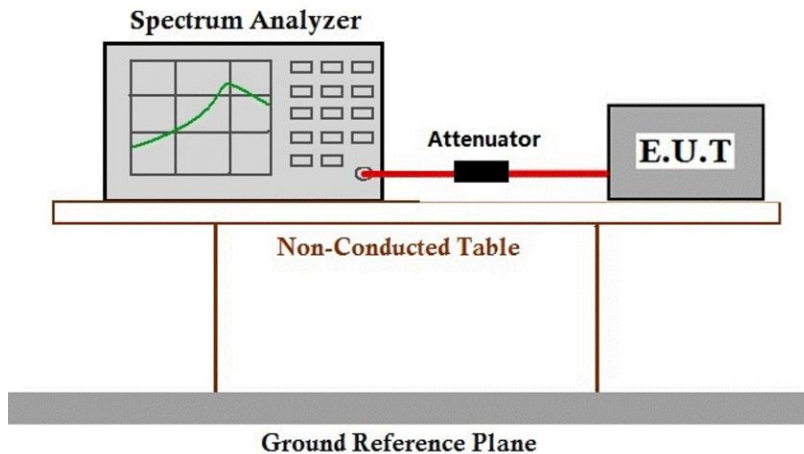 Spectrum Analyzer
Attenuator
E.U.T
Non-Conducted Table
Ground Reference Plane